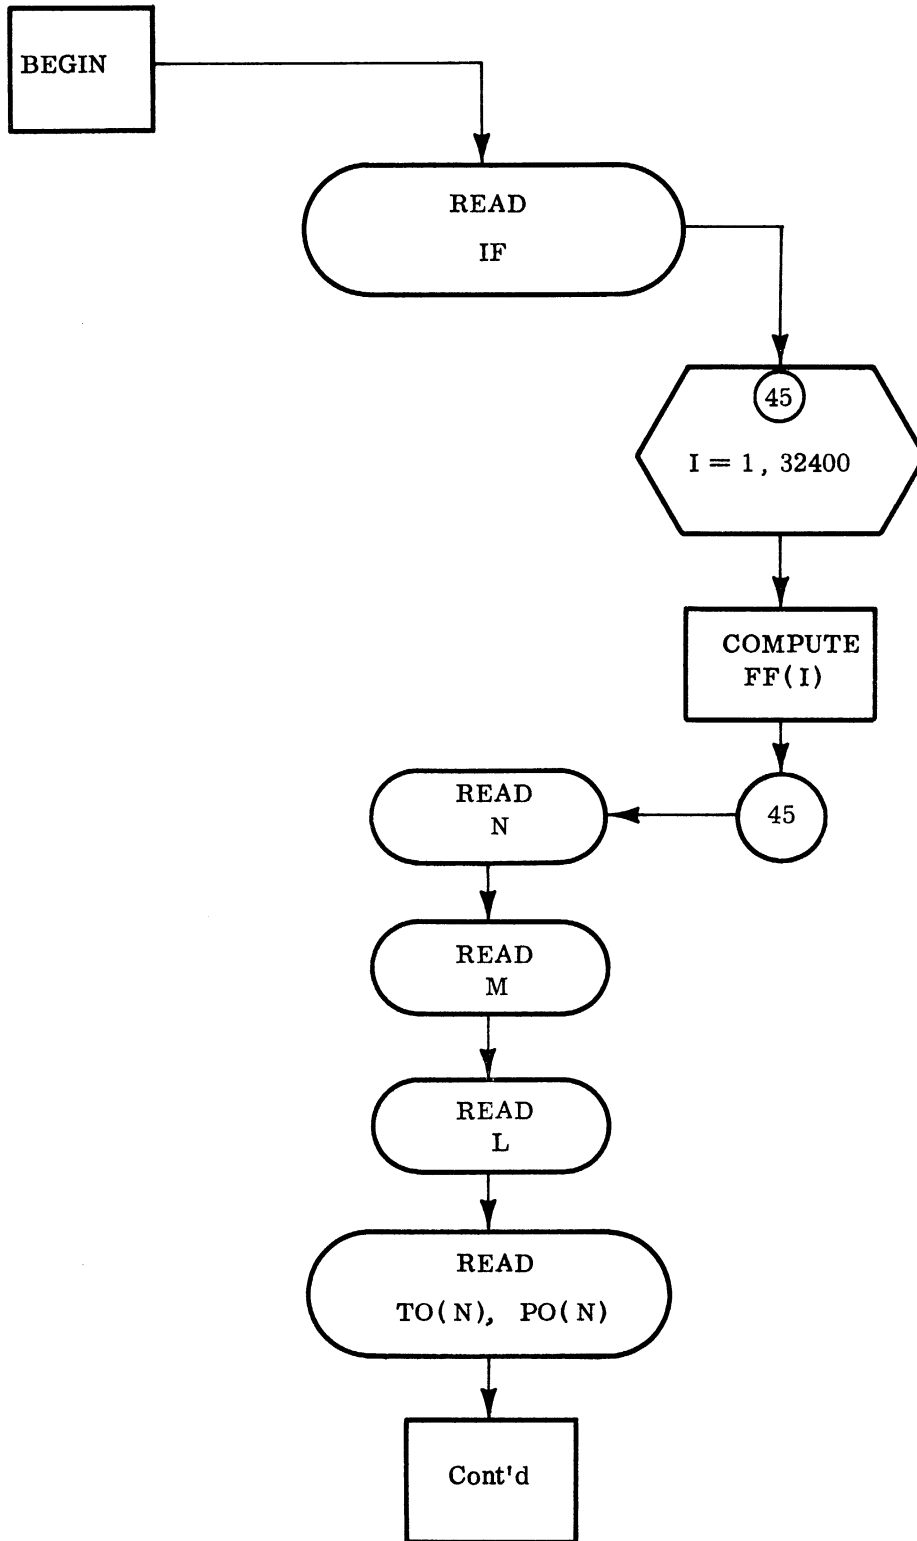 BEGIN
READ
IF
45
I = 1, 32400
COMPUTE
FF(I)
45
READ
N
READ
M
READ
L
READ
TO(N), PO(N)
Cont'd